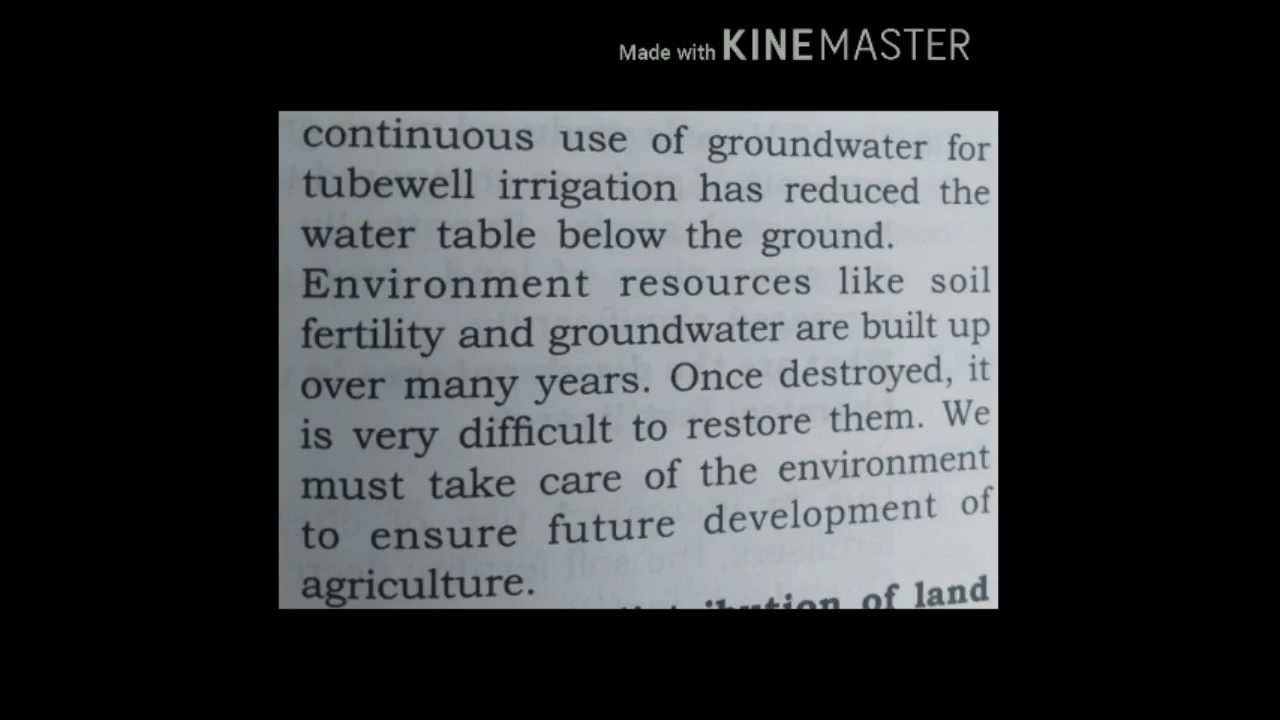 Made with KINEMASTER
continuous use of groundwater for
tubewell irrigation has reduced the
water table below the ground.
Environment resources like soil
fertility and groundwater are built up
over many years. Once destroyed, it
is very difficult to restore them. We
must take care of the environment
to ensure future development of
agriculture.
of land